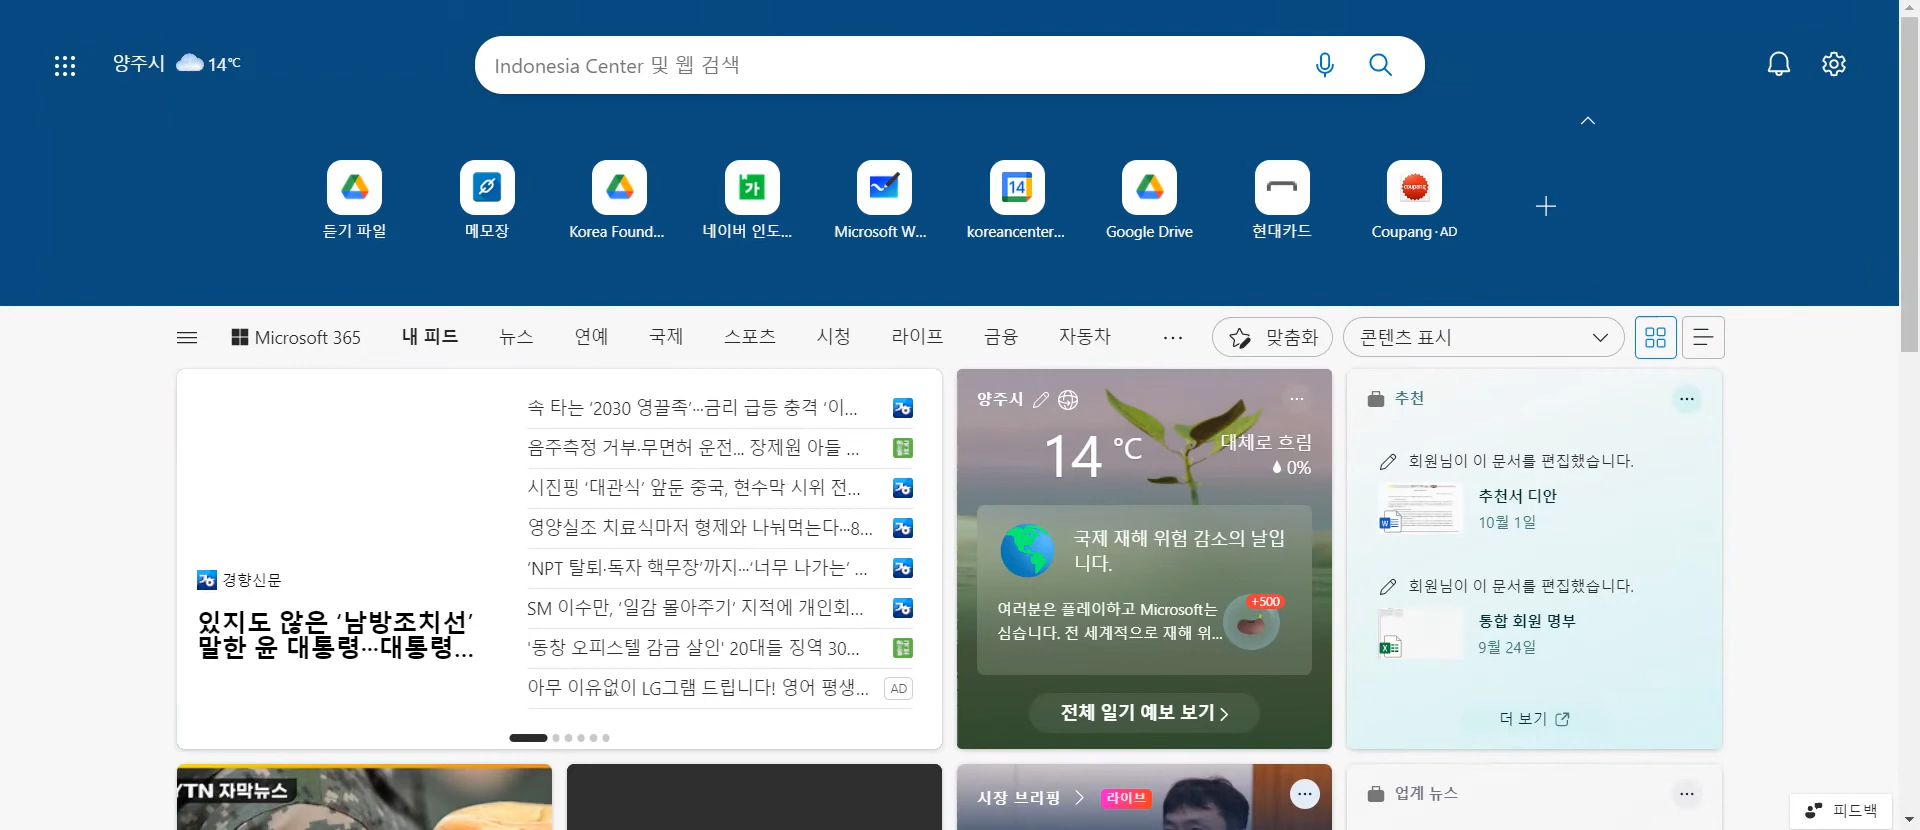 양주시 14°C
Indonesia Center 및 웹 검색
14
가
coupang
듣기 파일
메모장
Korea Found...
네이버 인도...
Microsoft W...
koreancenter...
Google Drive
현대카드
Coupang·AD
Microsoft 365
내 피드
뉴스
연예
국제
스포츠
시청
라이프
금융
자동차
...
맞춤화
콘텐츠 표시
경향신문
있지도 않은 ‘남방조치선’
말한 윤 대통령…대통령...
속 타는 ‘2030 영끌족’…금리 급등 충격 ‘이...
음주측정 거부·무면허 운전... 장제원 아들 ...
시진핑 ‘대관식’ 앞둔 중국, 현수막 시위 전...
영양실조 치료식마저 형제와 나눠먹는다…8...
‘NPT 탈퇴·독자 핵무장’까지…‘너무 나가는’ ...
SM 이수만, ‘일감 몰아주기’ 지적에 개인회...
'동창 오피스텔 감금 살인' 20대들 징역 30...
아무 이유없이 LG그램 드립니다! 영어 평생...
AD
양주시
14 °C
대체로 흐림
0%
국제 재해 위험 감소의 날입
니다.
여러분은 플레이하고 Microsoft는
심습니다. 전 세계적으로 재해 위...
+500
전체 일기 예보 보기
추천
회원님이 이 문서를 편집했습니다.
추천서 디안
10월 1일
회원님이 이 문서를 편집했습니다.
통합 회원 명부
9월 24일
더 보기
YTN 자막뉴스
시장 브리핑
라이브
업계 뉴스
피드백